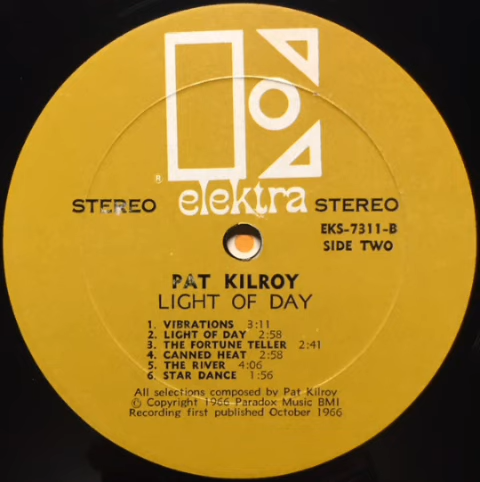 elektra
STEREO STEREO
EKS-7311-B
SIDE TWO
PAT KILROY
LIGHT OF DAY
1. VIBRATIONS 3:11
2. LIGHT OF DAY 2:58
3. THE FORTUNE TELLER 2:41
4. CANNED HEAT 2:58
5. THE RIVER 4:06
6. STAR DANCE 1:56
All selections composed by Pat Kilroy
© Copyright 1966 Paradox Music BMI
Recording first published October 1966